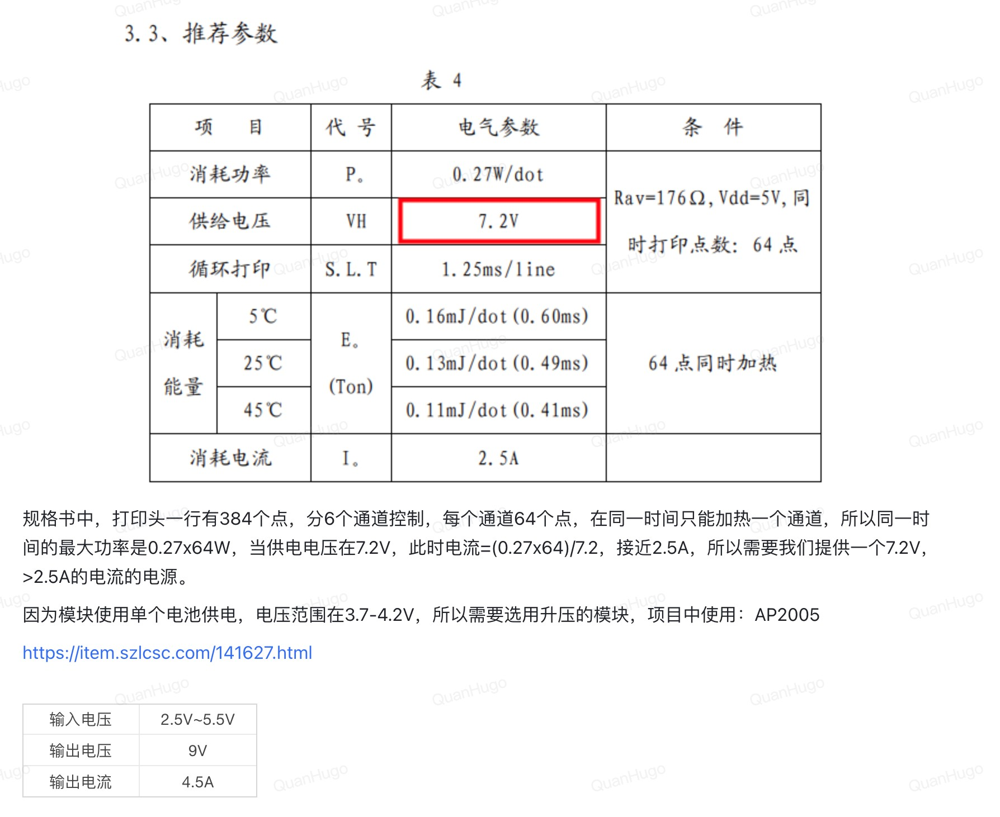 3.3、推荐参数
表 4
项 目 代 号 电气参数 条 件
消耗功率 P。 0.27W/dot Rav=176Ω,Vdd=5V,同时打印点数: 64 点
供给电压 VH 7.2V
循环打印 S.L.T 1.25ms/line
消耗能量 5℃ E。(Ton) 0.16mJ/dot(0.60ms) 64 点同时加热
25℃ 0.13mJ/dot(0.49ms)
45℃ 0.11mJ/dot(0.41ms)
消耗电流 I。 2.5A
规格书中，打印头一行有384个点，分6个通道控制，每个通道64个点，在同一时间只能加热一个通道，所以同一时
间的最大功率是0.27x64W，当供电电压在7.2V，此时电流=(0.27x64)/7.2，接近2.5A，所以需要我们提供一个7.2V，
>2.5A的电流的电源。
因为模块使用单个电池供电，电压范围在3.7-4.2V，所以需要选用升压的模块，项目中使用：AP2005
https://item.szlcsc.com/141627.html
输入电压 2.5V~5.5V
输出电压 9V
输出电流 4.5A
QuanHugo